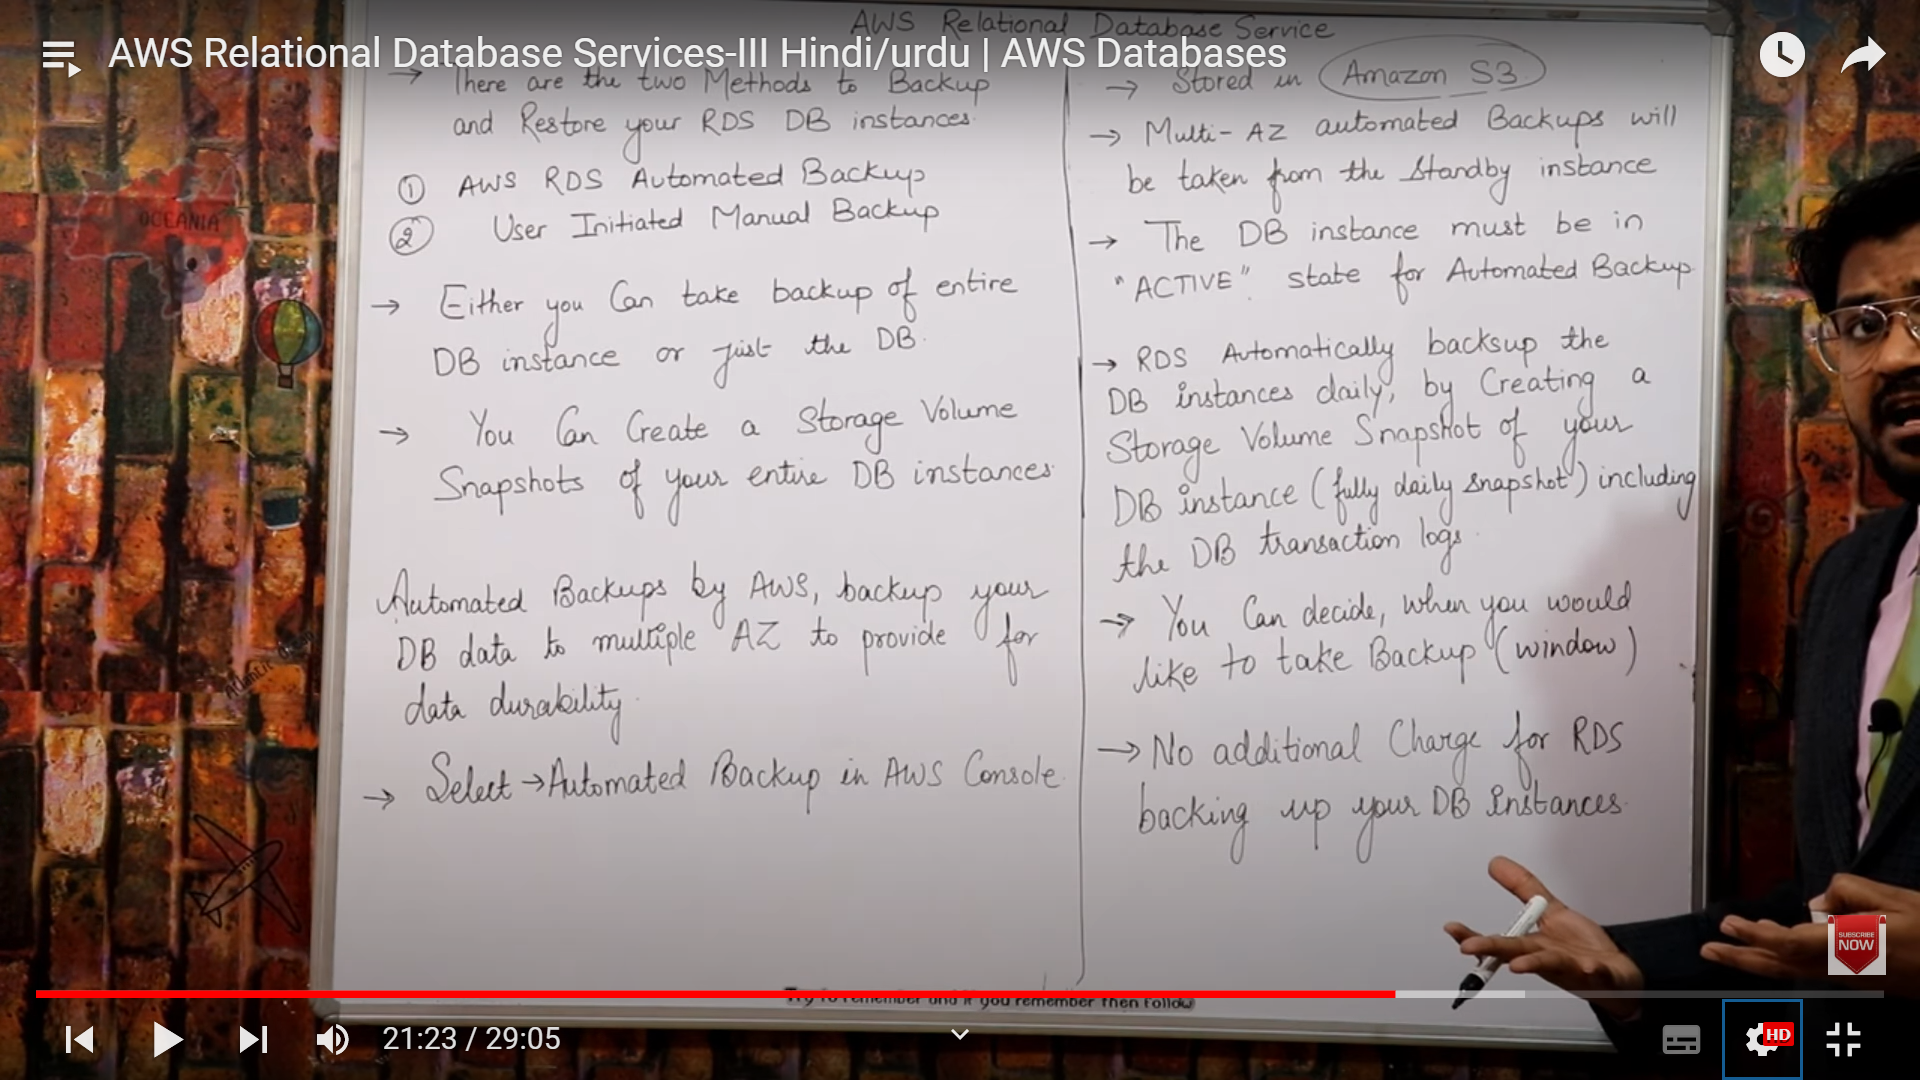 AWS Relational Database Service
AWS Relational Database Services-III Hindi/urdu | AWS Databases
→ There are the two Methods to Backup
and Restore your RDS DB instances.
① AWS RDS Automated Backup
② User Initiated Manual Backup
→ Either you Can take backup of entire
DB instance or just the DB.
→ You Can Create a Storage Volume
Snapshots of your entire DB instances
Automated Backups by AWS, backup your
DB data to multiple AZ to provide for
data durability.
→ Select → Automated Backup in AWS Console.
→ Stored in Amazon S3
→ Multi-AZ automated Backups will
be taken from the Standby instance
→ The DB instance must be in
"ACTIVE" state for Automated Backup
→ RDS Automatically backsup the
DB instances daily, by Creating a
Storage Volume Snapshot of your
DB instance (fully daily snapshot) including
the DB transaction logs.
→ You Can decide, when you would
like to take Backup (window)
→ No additional Charge for RDS
backing up your DB instances.
OCEANIA
Atlantic Ocean
SUBSCRIBE
NOW
Try to remember and if you remember then follow
21:23 / 29:05
HD